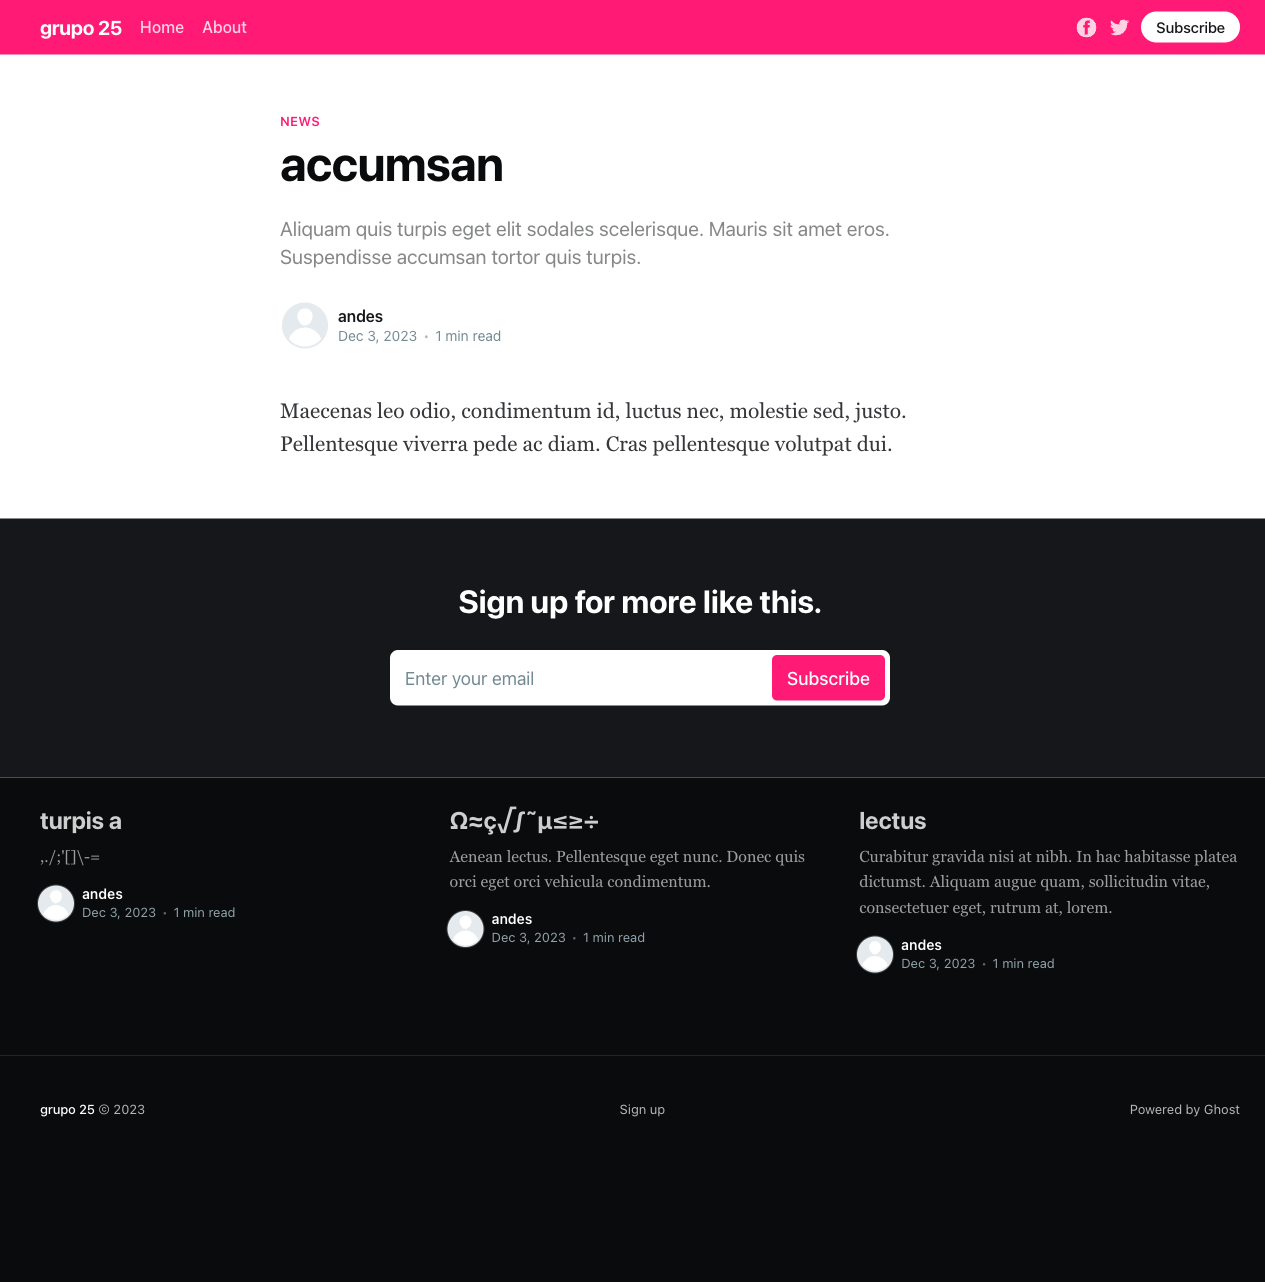 grupo 25 Home About Subscribe
NEWS
accumsan
Aliquam quis turpis eget elit sodales scelerisque. Mauris sit amet eros.
Suspendisse accumsan tortor quis turpis.
andes
Dec 3, 2023 • 1 min read
Maecenas leo odio, condimentum id, luctus nec, molestie sed, justo.
Pellentesque viverra pede ac diam. Cras pellentesque volutpat dui.
Sign up for more like this.
Enter your email Subscribe
turpis a
,./;'[]\-=
andes
Dec 3, 2023 • 1 min read
Ω≈ç√∫˜µ≤≥÷
Aenean lectus. Pellentesque eget nunc. Donec quis
orci eget orci vehicula condimentum.
andes
Dec 3, 2023 • 1 min read
lectus
Curabitur gravida nisi at nibh. In hac habitasse platea
dictumst. Aliquam augue quam, sollicitudin vitae,
consectetuer eget, rutrum at, lorem.
andes
Dec 3, 2023 • 1 min read
grupo 25 © 2023 Sign up Powered by Ghost